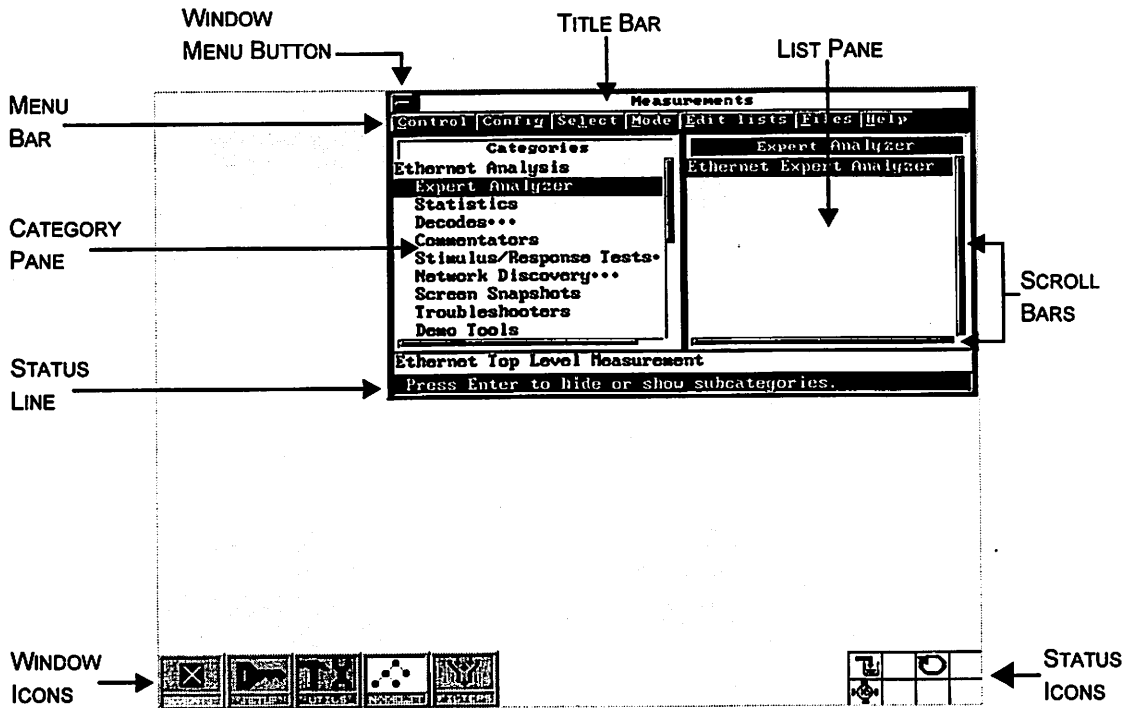 WINDOW
MENU BUTTON
TITLE BAR
LIST PANE
MENU
BAR
Measurements
Control Config Select Mode Edit lists Files Help
Categories
Expert Analyzer
Ethernet Analysis
Ethernet Expert Analyzer
Expert Analyzer
Statistics
Decodes•••
Commentators
Stimulus/Response Tests•
Network Discovery•••
Screen Snapshots
Troubleshooters
Demo Tools
CATEGORY
PANE
SCROLL
BARS
Ethernet Top Level Measurement
STATUS
LINE
Press Enter to hide or show subcategories.
WINDOW
ICONS
STATUS
ICONS